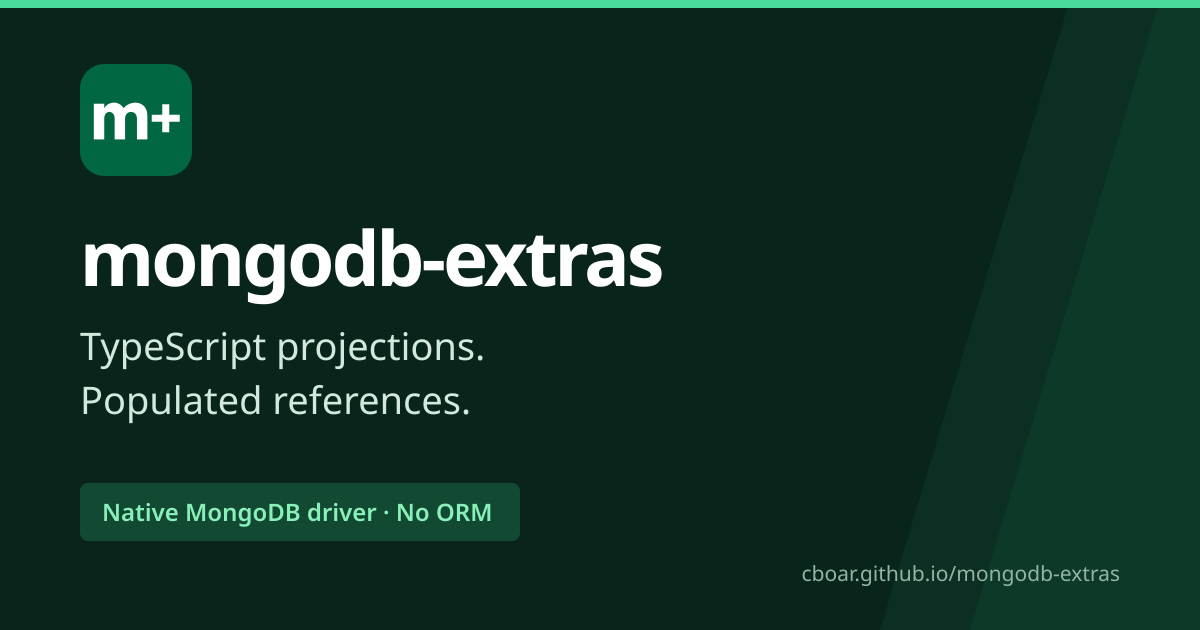 m+
mongodb-extras
TypeScript projections.
Populated references.
Native MongoDB driver · No ORM
cboar.github.io/mongodb-extras